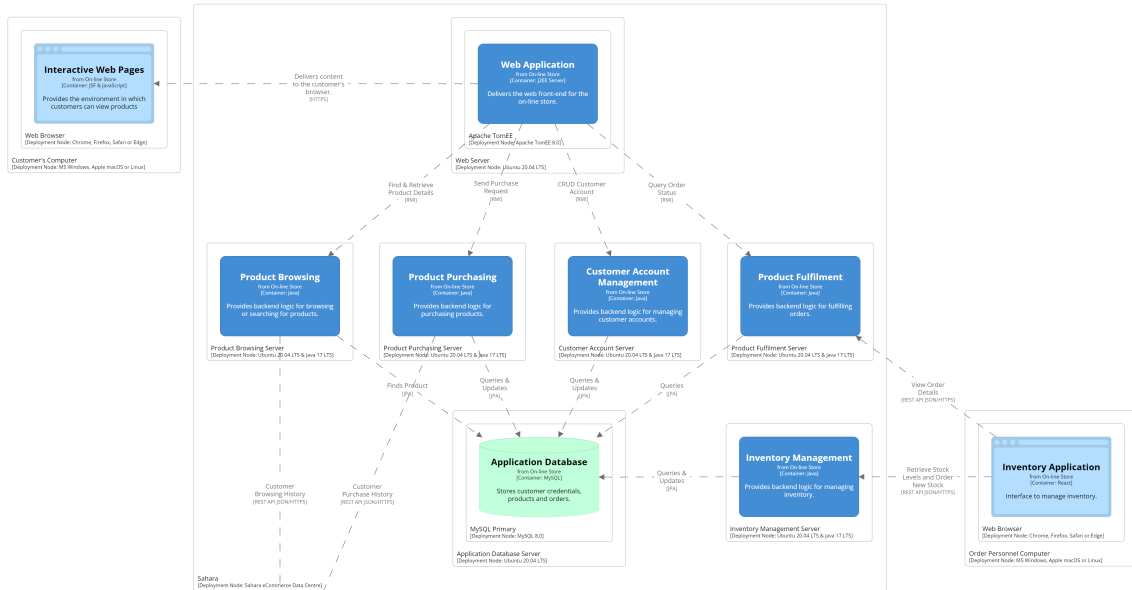 Interactive Web Pages
from On-line Store
[Container: JSF & JavaScript]
Provides the environment in which
customers can view products
Web Browser
[Deployment Node: Chrome, Firefox, Safari or Edge]
Customer's Computer
[Deployment Node: MS Windows, Apple macOS or Linux]
Delivers content
to the customer's
browser.
[HTTPS]
Web Application
from On-line Store
[Container: J2EE Server]
Delivers the web front-end for the
on-line store.
Apache TomEE
[Deployment Node: Apache TomEE 8.0]
Web Server
[Deployment Node: Ubuntu 20.04 LTS]
Find & Retrieve
Product Details
[RMI]
Send Purchase
Request
[RMI]
CRUD Customer
Account
[RMI]
Query Order
Status
[RMI]
Product Browsing
from On-line Store
[Container: Java]
Provides backend logic for browsing
or searching for products.
Product Browsing Server
[Deployment Node: Ubuntu 20.04 LTS & Java 17 LTS]
Product Purchasing
from On-line Store
[Container: Java]
Provides backend logic for
purchasing products.
Product Purchasing Server
[Deployment Node: Ubuntu 20.04 LTS & Java 17 LTS]
Customer Account
Management
from On-line Store
[Container: Java]
Provides backend logic for managing
customer accounts.
Customer Account Server
[Deployment Node: Ubuntu 20.04 LTS & Java 17 LTS]
Product Fulfilment
from On-line Store
[Container: Java]
Provides backend logic for fulfilling
orders.
Product Fulfilment Server
[Deployment Node: Ubuntu 20.04 LTS & Java 17 LTS]
Finds Product
[JPA]
Queries &
Updates
[JPA]
Queries &
Updates
[JPA]
Queries
[JPA]
View Order
Details
[REST API JSON/HTTPS]
Application Database
from On-line Store
[Container: MySQL]
Stores customer credentials,
products and orders.
MySQL Primary
[Deployment Node: MySQL 8.0]
Application Database Server
[Deployment Node: Ubuntu 20.04 LTS]
Queries &
Updates
[JPA]
Inventory Management
from On-line Store
[Container: Java]
Provides backend logic for managing
inventory.
Inventory Management Server
[Deployment Node: Ubuntu 20.04 LTS & Java 17 LTS]
Retrieve Stock
Levels and Order
New Stock
[REST API JSON/HTTPS]
Inventory Application
from On-line Store
[Container: React]
Interface to manage inventory.
Web Browser
[Deployment Node: Chrome, Firefox, Safari or Edge]
Order Personnel Computer
[Deployment Node: MS Windows, Apple macOS or Linux]
Customer
Browsing History
[REST API JSON/HTTPS]
Customer
Purchase History
[REST API JSON/HTTPS]
Sahara
[Deployment Node: Sahara eCommerce Data Centre]